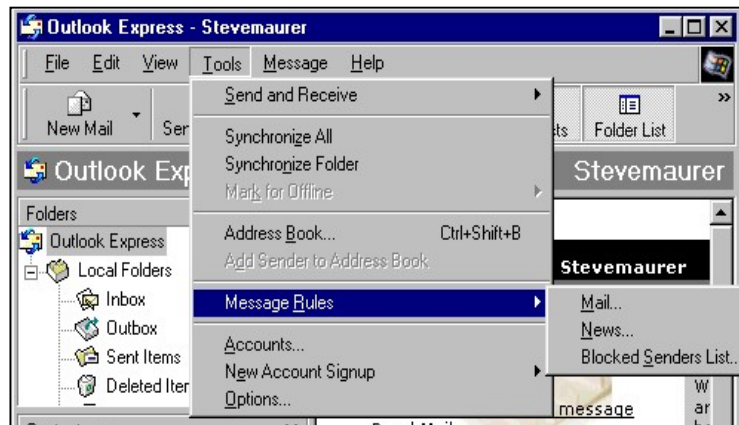 Outlook Express - Stevemaurer
File Edit View Tools Message Help
New Mail
Folder List
»
Outlook Stevemaurer
Folders
Outlook Express
Local Folders
Inbox
Outbox
Sent Items
Deleted
Send and Receive
Synchronize All
Synchronize Folder
Mark for Offline
Address Book... Ctrl+Shift+B
Add Sender to Address Book
Message Rules
Accounts...
New Account Signup
Options...
Stevemaurer
Mail...
News...
Blocked Senders List...
message